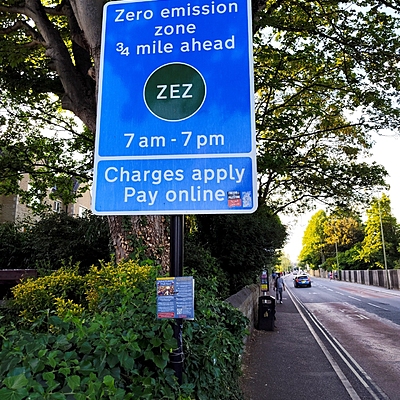 Zero emission
zone
¾ mile ahead
ZEZ
7 am - 7 pm
Charges apply
Pay online